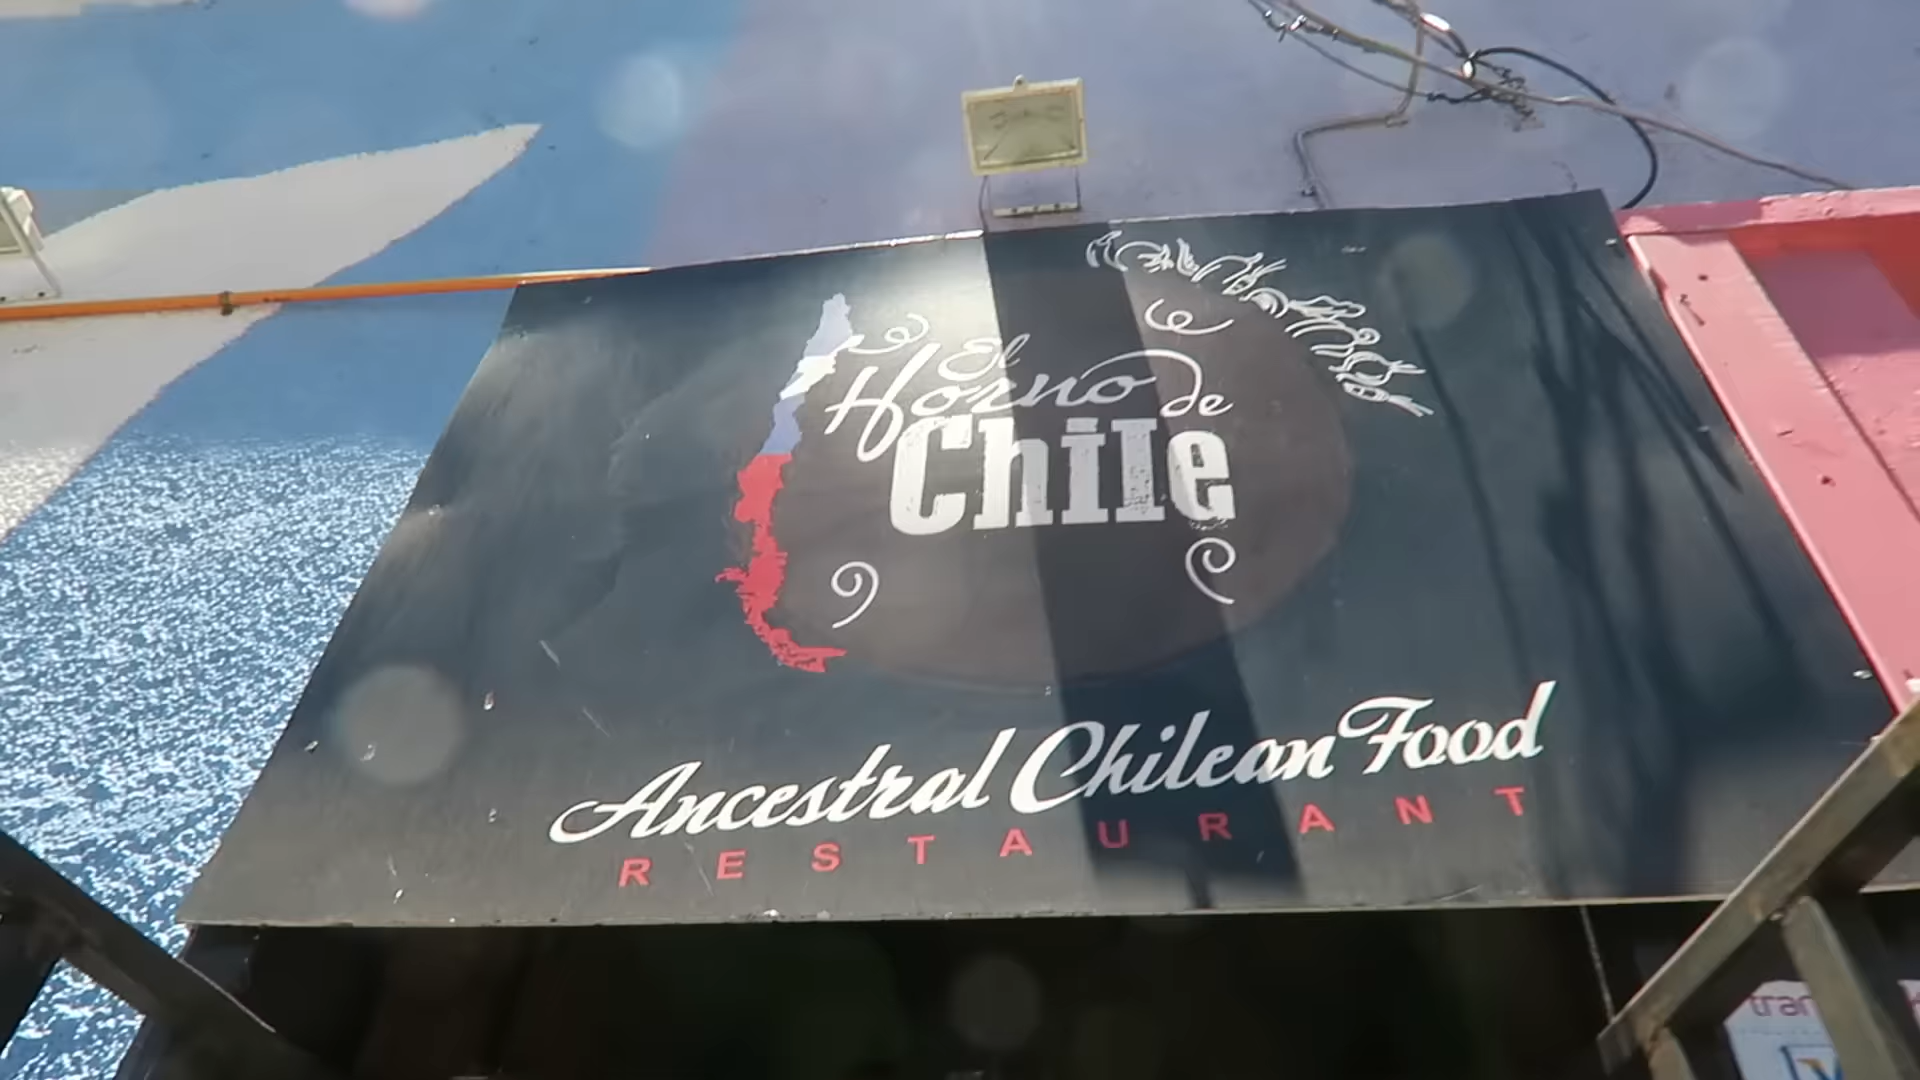 El
Horno de
Chile
Ancestral Chilean Food
RESTAURANT